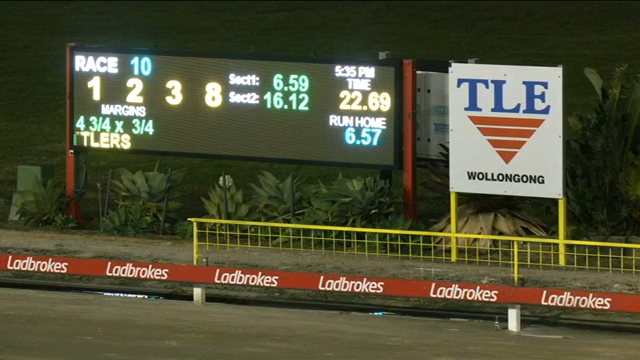 RACE 10
1 2 3 8
MARGINS
4 3/4 x 3/4
TLERS
Sect1: 6.59
Sect2: 16.12
5:35 PM
TIME
22.69
RUN HOME
6.57
TLE
WOLLONGONG
Ladbrokes Ladbrokes Ladbrokes Ladbrokes Ladbrokes Ladbrokes